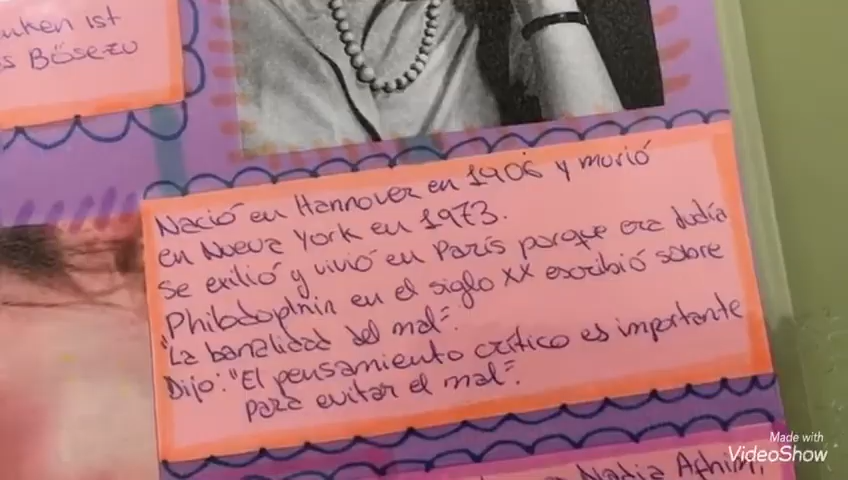 nken ist
s Bösezu
Nació en Hannover en 1906 y murió
en Nueva York en 1973.
Se exilió y vivió en París porque era Judía
Philodophin en el siglo XX escribió sobre
"La banalidad del mal".
Dijo: "El pensamiento crítico es importante
para evitar el mal".
Nadia
Made with
VideoShow